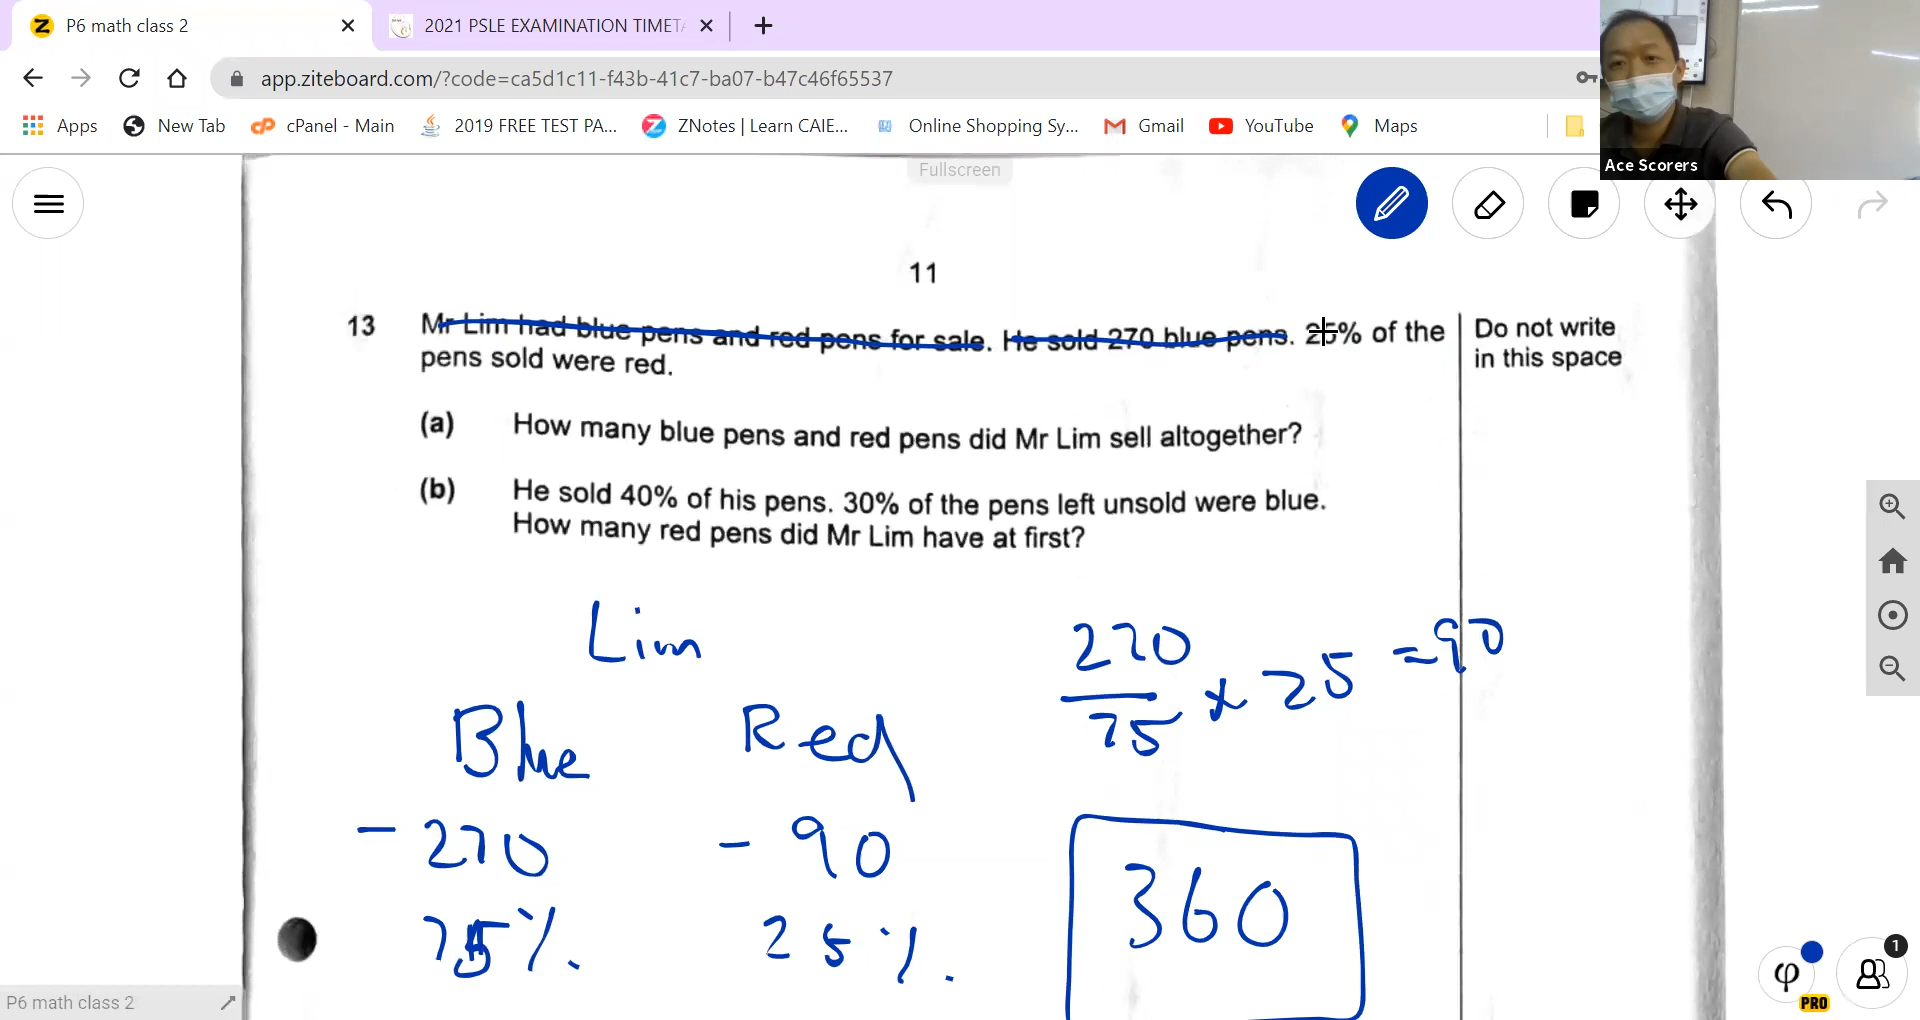 P6 math class 2
2021 PSLE EXAMINATION TIMET
app.ziteboard.com/?code=ca5d1c11-f43b-41c7-ba07-b47c46f65537
Apps
New Tab
cPanel - Main
2019 FREE TEST PA...
ZNotes | Learn CAIE...
Online Shopping Sy...
Gmail
YouTube
Maps
Ace Scorers
Fullscreen
11
13 Mr Lim had blue pens and red pens for sale. He sold 270 blue pens. 25% of the
pens sold were red.
Do not write
in this space
(a) How many blue pens and red pens did Mr Lim sell altogether?
(b) He sold 40% of his pens. 30% of the pens left unsold were blue.
How many red pens did Mr Lim have at first?
Lim
270
75 × 25 = 90
Blue Red
- 270 - 90
75%. 25%.
360
P6 math class 2
φ
PRO
1